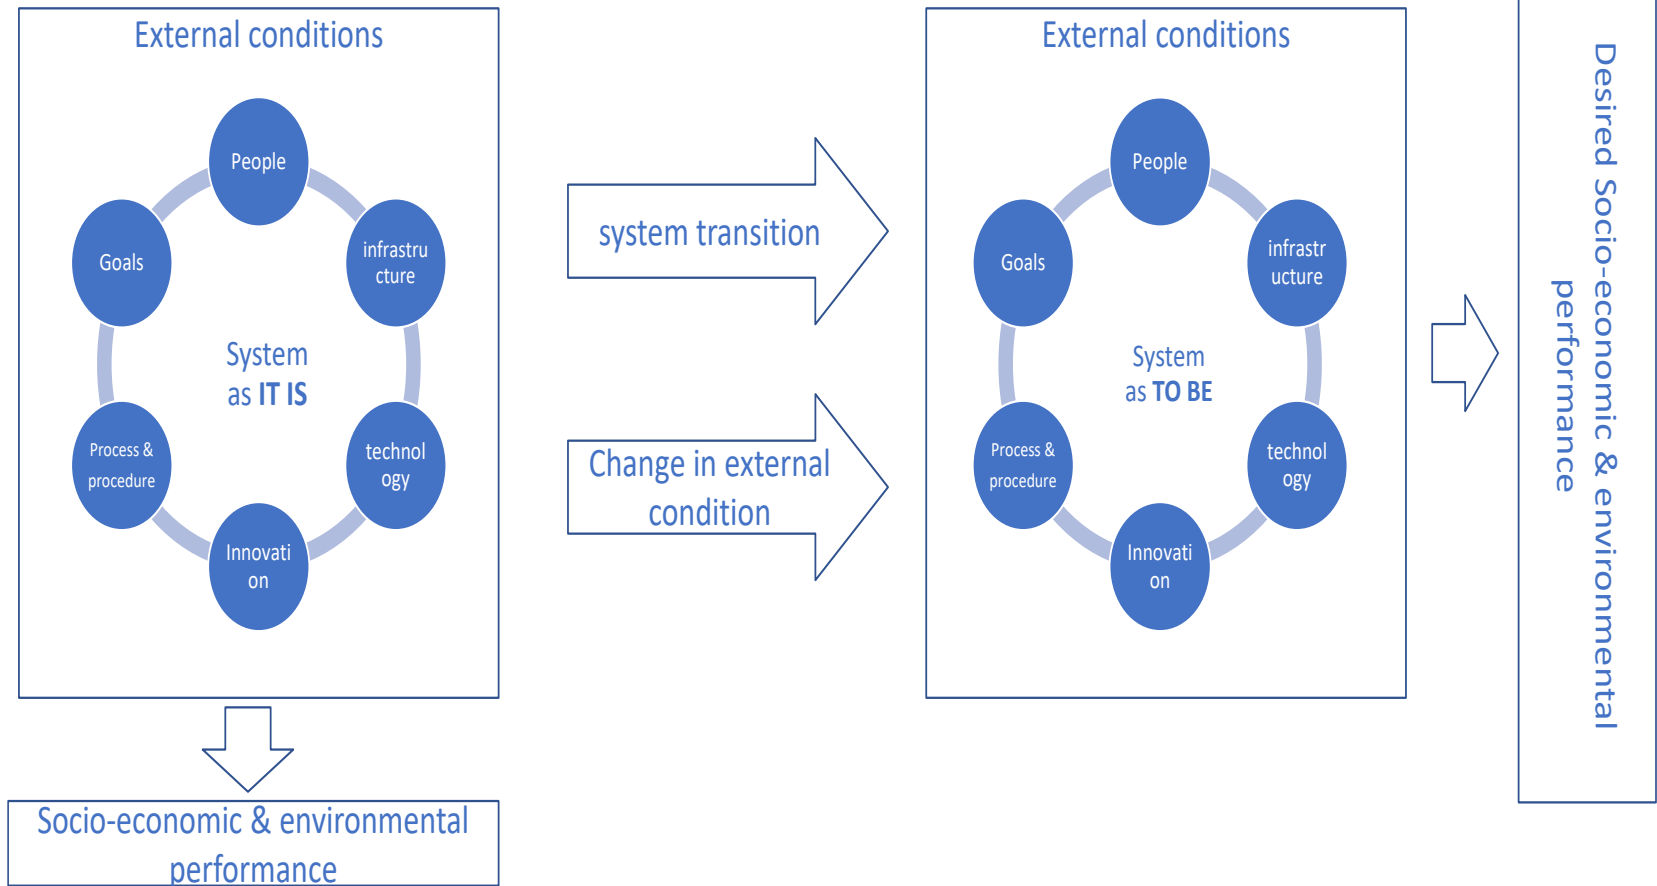 External conditions
People
Goals
infrastru
cture
System
as IT IS
Process &
procedure
technol
ogy
Innovati
on
Socio-economic & environmental
performance
system transition
Change in external
condition
External conditions
People
Goals
infrastr
ucture
System
as TO BE
Process &
procedure
technol
ogy
Innovati
on
Desired Socio-economic & environmental
performance